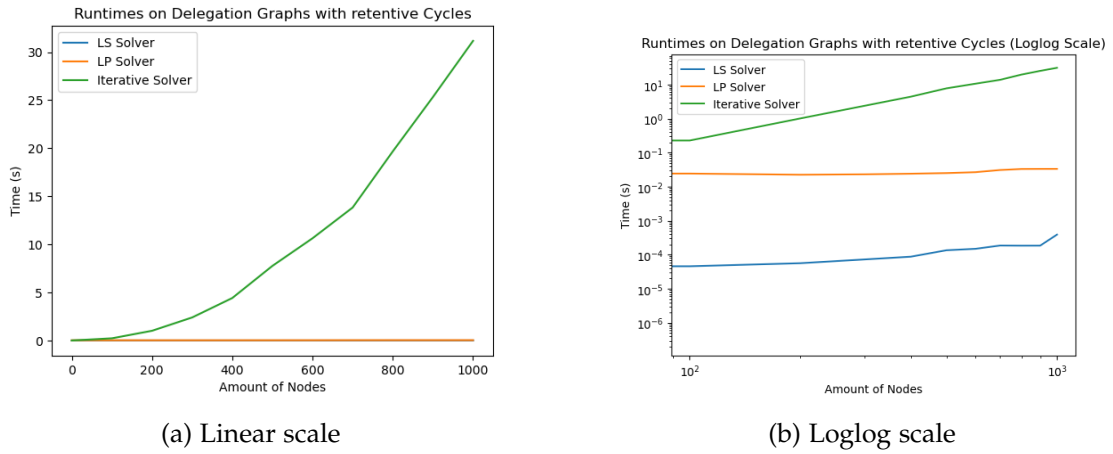 Runtimes on Delegation Graphs with retentive Cycles
LS Solver
LP Solver
Iterative Solver
30
25
20
15
10
5
0
Time (s)
0 200 400 600 800 1000
Amount of Nodes
(a) Linear scale
Runtimes on Delegation Graphs with retentive Cycles (Loglog Scale)
LS Solver
LP Solver
Iterative Solver
10¹
10⁰
10⁻¹
10⁻²
10⁻³
10⁻⁴
10⁻⁵
10⁻⁶
Time (s)
10² 10³
Amount of Nodes
(b) Loglog scale